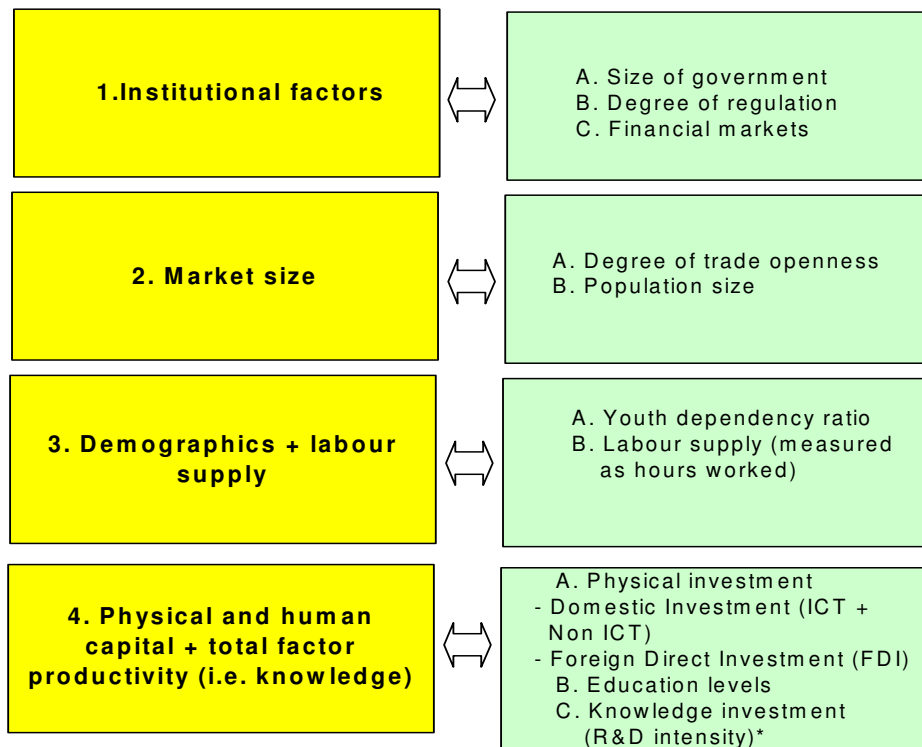 1.Institutional factors
A. Size of government
B. Degree of regulation
C. Financial markets
2. Market size
A. Degree of trade openness
B. Population size
3. Demographics + labour
supply
A. Youth dependency ratio
B. Labour supply (measured
as hours worked)
4. Physical and human
capital + total factor
productivity (i.e. knowledge)
A. Physical investment
- Domestic Investment (ICT +
Non ICT)
- Foreign Direct Investment (FDI)
B. Education levels
C. Knowledge investment
(R&D intensity)*